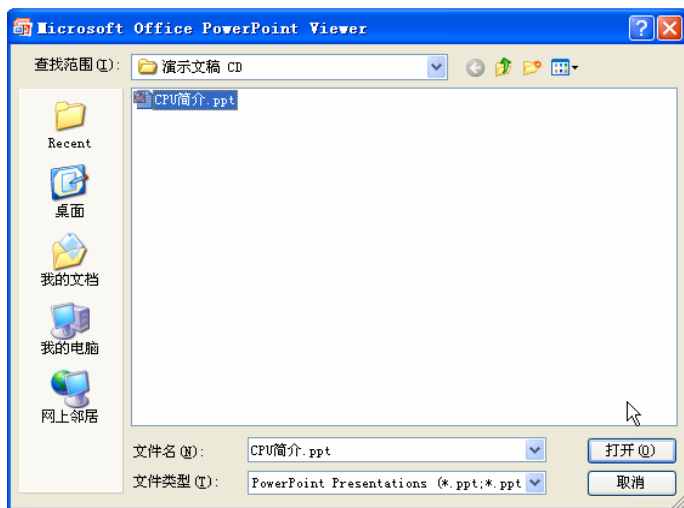 Microsoft Office PowerPoint Viewer
查找范围(I): 演示文稿 CD
CPU简介.ppt
Recent
桌面
我的文档
我的电脑
网上邻居
文件名(N): CPU简介.ppt 打开(O)
文件类型(T): PowerPoint Presentations (*.ppt;*.ppt 取消